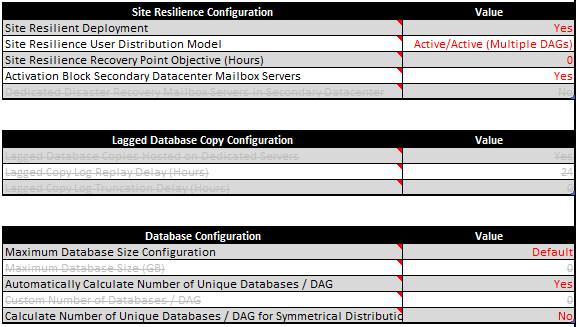 Site Resilience Configuration Value
Site Resilient Deployment Yes
Site Resilience User Distribution Model Active/Active (Multiple DAGs)
Site Resilience Recovery Point Objective (Hours) 0
Activation Block Secondary Datacenter Mailbox Servers Yes
Dedicated Disaster Recovery Mailbox Servers in Secondary Datacenter No
Lagged Database Copy Configuration Value
Lagged Database Copies Hosted on Dedicated Servers Yes
Lagged Copy Log Replay Delay (Hours) 24
Lagged Copy Log Truncation Delay (Hours) 0
Database Configuration Value
Maximum Database Size Configuration Default
Maximum Database Size (GB) 0
Automatically Calculate Number of Unique Databases / DAG Yes
Custom Number of Databases / DAG 0
Calculate Number of Unique Databases / DAG for Symmetrical Distributio No